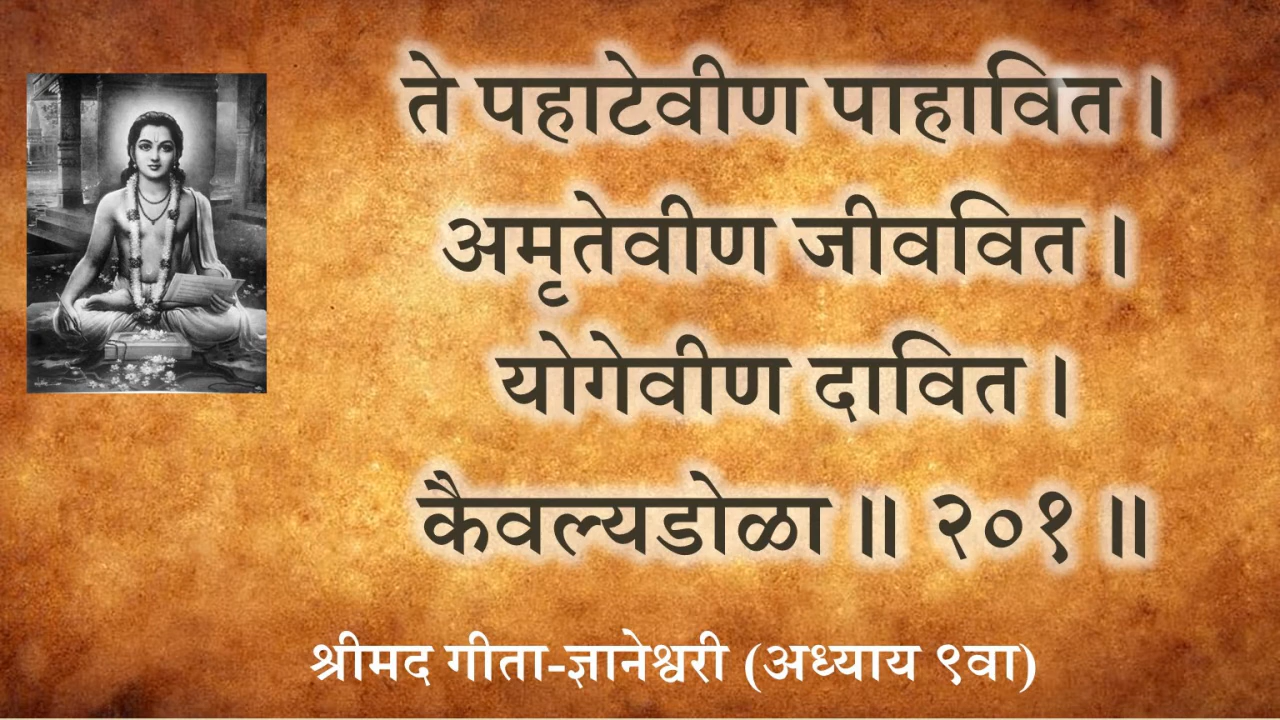 ते पहाटेवीण पाहावित ।
अमृतेवीण जीववित ।
योगेवीण दावित ।
कैवल्यडोळा ॥ २०१ ॥
श्रीमद गीता-ज्ञानेश्वरी (अध्याय ९वा)